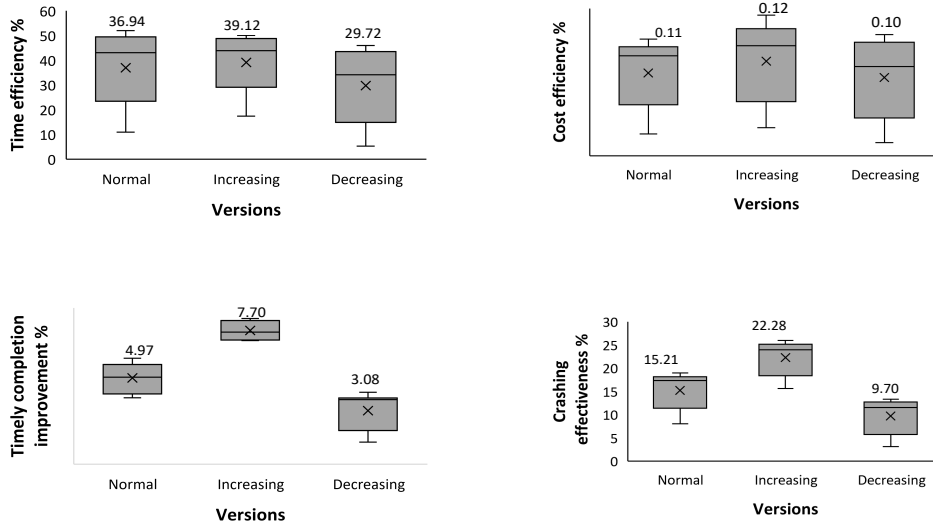 Time efficiency %
60
50
40
30
20
10
0
36.94
39.12
29.72
Normal
Increasing
Decreasing
Versions
Cost efficiency %
0.11
0.12
0.10
Normal
Increasing
Decreasing
Versions
Timely completion
improvement %
4.97
7.70
3.08
Normal
Increasing
Decreasing
Versions
Crashing
effectiveness %
30
25
20
15
10
5
0
15.21
22.28
9.70
Normal
Increasing
Decreasing
Versions